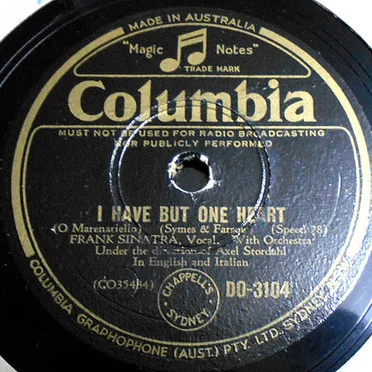 MADE IN AUSTRALIA
"Magic Notes"
TRADE MARK
Columbia
MUST NOT BE USED FOR RADIO BROADCASTING
NOR PUBLICLY PERFORMED
I HAVE BUT ONE HEART
(O Marenariello) (Symes & Farrow) (Speed 78)
FRANK SINATRA, Vocal, With Orchestra
Under the direction of Axel Stordahl
In English and Italian
(CO35484)
CHAPPELL'S
SYDNEY
DO-3104
COLUMBIA GRAPHOPHONE (AUST.) PTY. LTD. SYDNEY